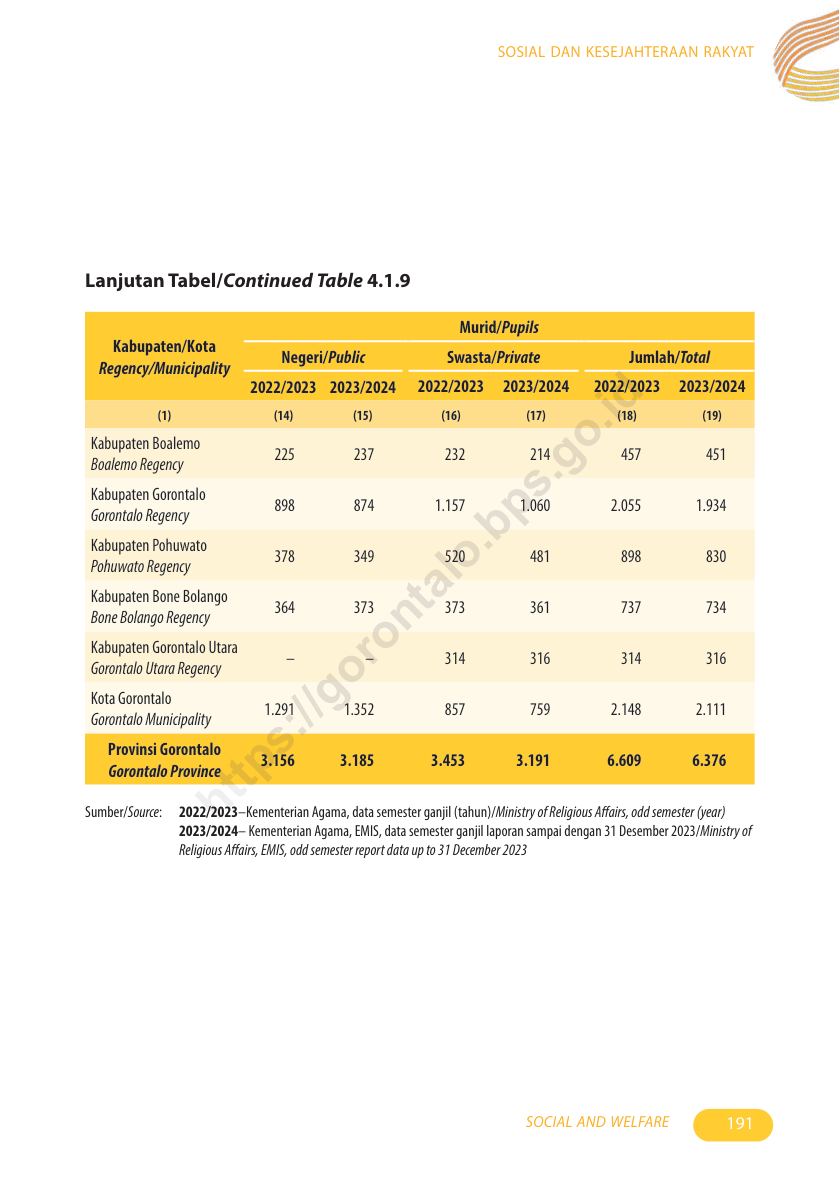 SOSIAL DAN KESEJAHTERAAN RAKYAT
Lanjutan Tabel/Continued Table 4.1.9
Kabupaten/Kota
Regency/Municipality
Murid/Pupils
Negeri/Public Swasta/Private Jumlah/Total
2022/2023 2023/2024 2022/2023 2023/2024 2022/2023 2023/2024
(1) (14) (15) (16) (17) (18) (19)
Kabupaten Boalemo
Boalemo Regency
225 237 232 214 457 451
Kabupaten Gorontalo
Gorontalo Regency
898 874 1.157 1.060 2.055 1.934
Kabupaten Pohuwato
Pohuwato Regency
378 349 520 481 898 830
Kabupaten Bone Bolango
Bone Bolango Regency
364 373 373 361 737 734
Kabupaten Gorontalo Utara
Gorontalo Utara Regency
– – 314 316 314 316
Kota Gorontalo
Gorontalo Municipality
1.291 1.352 857 759 2.148 2.111
Provinsi Gorontalo
Gorontalo Province
3.156 3.185 3.453 3.191 6.609 6.376
Sumber/Source: 2022/2023–Kementerian Agama, data semester ganjil (tahun)/Ministry of Religious Affairs, odd semester (year)
2023/2024– Kementerian Agama, EMIS, data semester ganjil laporan sampai dengan 31 Desember 2023/Ministry of
Religious Affairs, EMIS, odd semester report data up to 31 December 2023
https://gorontalo.bps.go.id
SOCIAL AND WELFARE 191